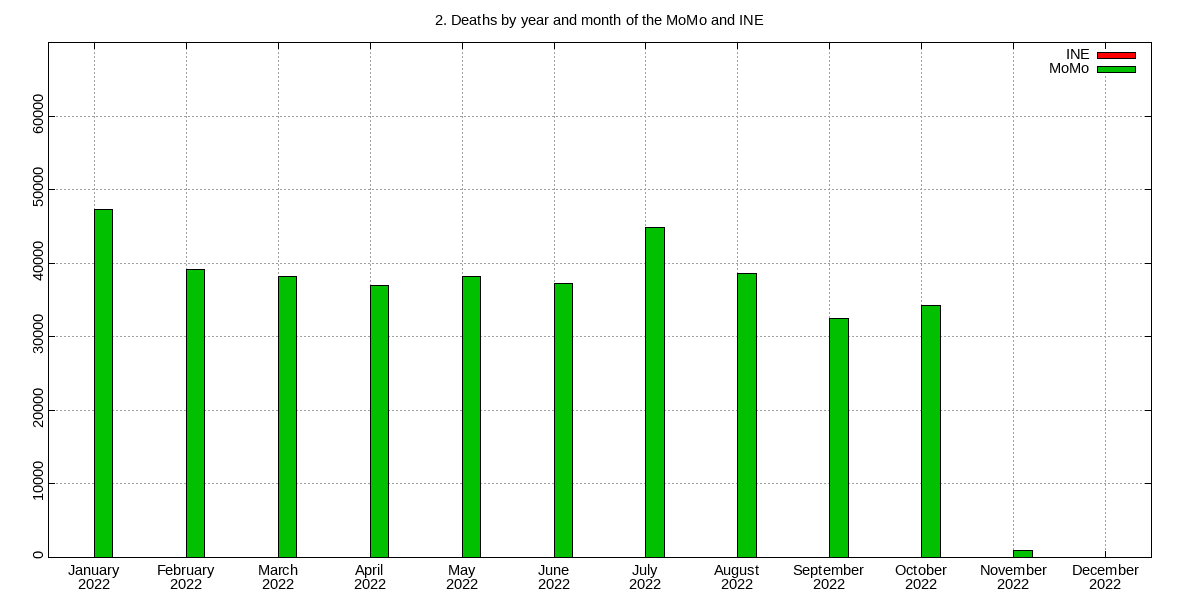 2. Deaths by year and month of the MoMo and INE
INE
MoMo
60000
50000
40000
30000
20000
10000
0
January February March April May June July August September October November December
2022 2022 2022 2022 2022 2022 2022 2022 2022 2022 2022 2022